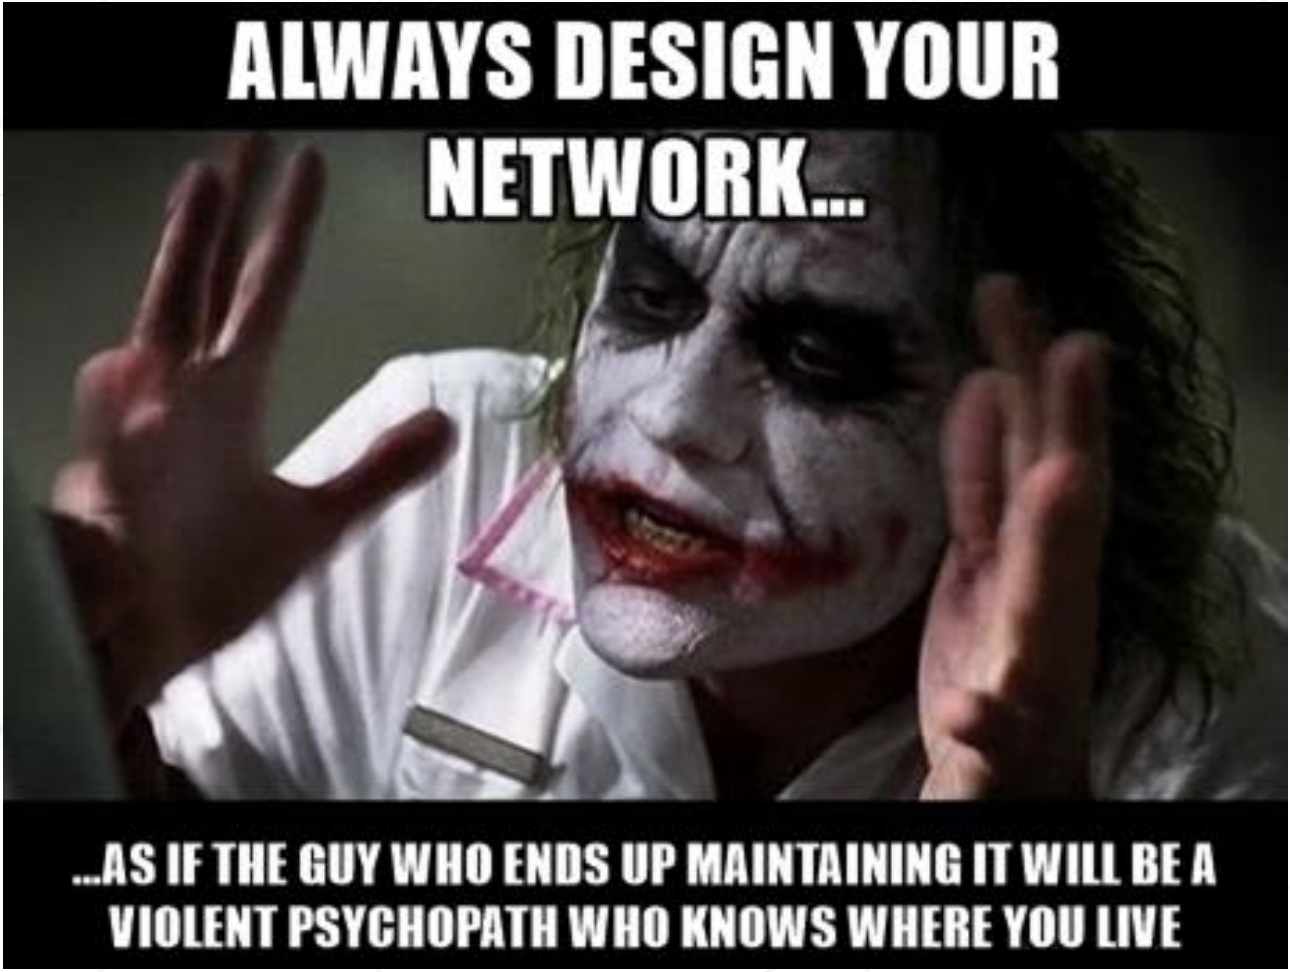 ALWAYS DESIGN YOUR
NETWORK...
...AS IF THE GUY WHO ENDS UP MAINTAINING IT WILL BE A
VIOLENT PSYCHOPATH WHO KNOWS WHERE YOU LIVE